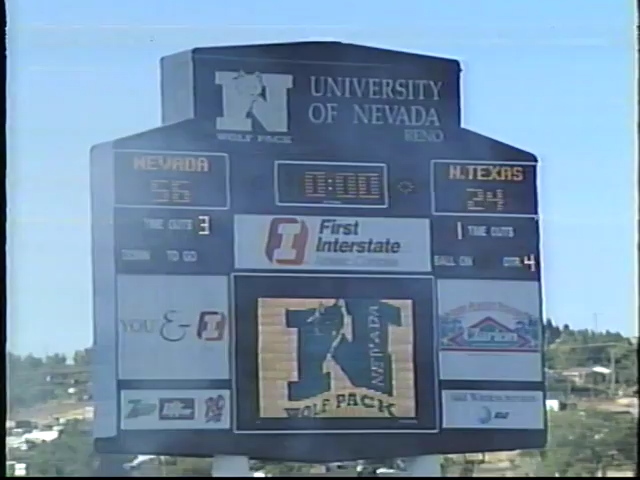 N
WOLF PACK
UNIVERSITY
OF NEVADA
RENO
NEVADA
56
0:00
N.TEXAS
24
TIME OUTS 3
1 TIME OUTS
DOWN TO GO
BALL ON QTR 4
First
Interstate
YOU &
N NEVADA
WOLF PACK